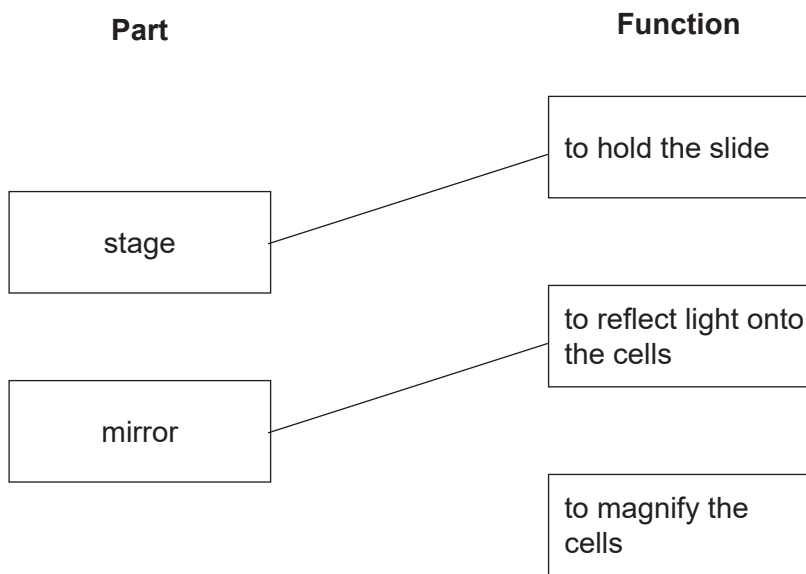 Part
Function
to hold the slide
stage
to reflect light onto
the cells
mirror
to magnify the
cells